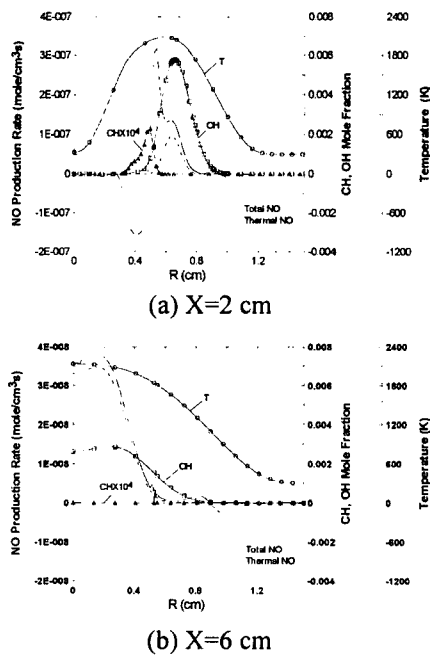 4E-007
3E-007
2E-007
1E-007
0
-1E-007
-2E-007
NO Production Rate (mole/cm³s)
0.008
0.006
0.004
0.002
0
-0.002
-0.004
CH, OH Mole Fraction
2400
1800
1200
600
0
-600
-1200
Temperature (K)
T
CHX10⁴
CH
Total NO
Thermal NO
0 0.4 0.8 1.2
R (cm)
(a) X=2 cm
4E-008
3E-008
2E-008
1E-008
0
-1E-008
-2E-008
NO Production Rate (mole/cm³s)
0.008
0.006
0.004
0.002
0
-0.002
-0.004
CH, OH Mole Fraction
2400
1800
1200
600
0
-600
-1200
Temperature (K)
T
CH
CHX10⁴
Total NO
Thermal NO
0 0.4 0.8 1.2
R (cm)
(b) X=6 cm